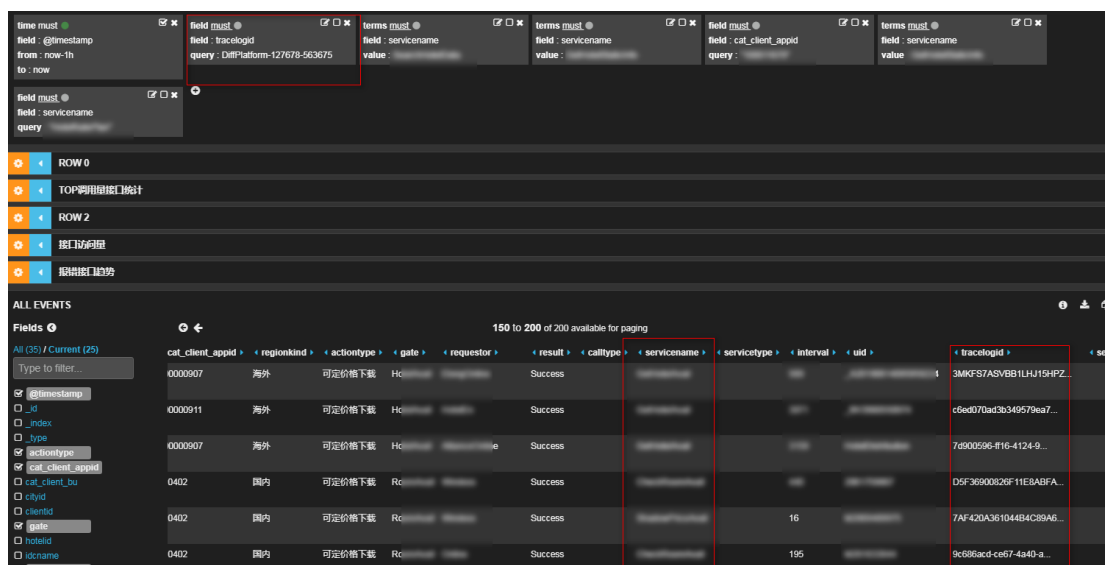 time must
field : @timestamp
from : now-1h
to : now
field must
field : tracelogid
query : DiffPlatform-127678-563675
terms must
field : servicename
value :
terms must
field : servicename
value :
field must
field : cat_client_appid
query :
terms must
field : servicename
value
field must
field : servicename
query
ROW 0
TOP调用量接口统计
ROW 2
接口访问量
报错接口趋势
ALL EVENTS
Fields
150 to 200 of 200 available for paging
All (35) / Current (25)
Type to filter...
@timestamp
_id
_index
_type
actiontype
cat_client_appid
cat_client_bu
cityid
clientid
gate
hotelid
idcname
cat_client_appid regionkind actiontype gate requestor result calltype servicename servicetype interval uid tracelogid se
0000907 海外 可定价格下载 Success 3MKFS7ASVBB1LHJ15HPZ...
0000911 海外 可定价格下载 Success c6ed070ad3b349579ea7...
0000907 海外 可定价格下载 Success 7d900596-ff16-4124-9...
0402 国内 可定价格下载 Success D5F36900826F11E8ABFA...
0402 国内 可定价格下载 Success 16 7AF420A361044B4C89A6...
0402 国内 可定价格下载 Success 195 9c686acd-ce67-4a40-a...